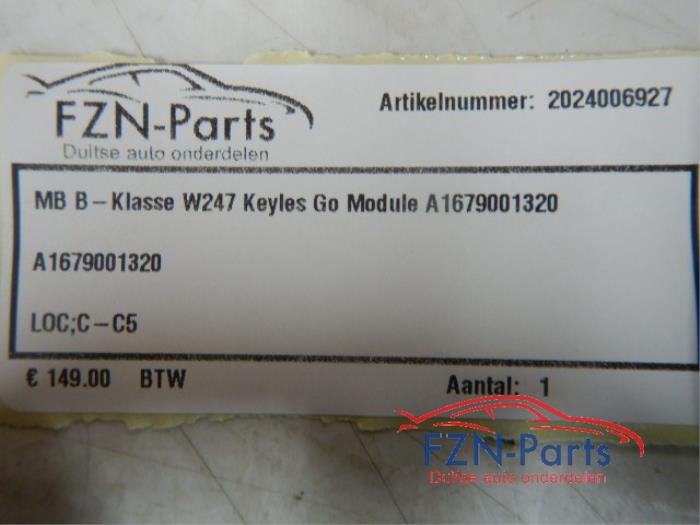 FZN-Parts
Duitse auto onderdelen
Artikelnummer: 2024006927
MB B-Klasse W247 Keyles Go Module A1679001320
A1679001320
LOC;C-C5
€ 149.00 BTW
Aantal: 1
FZN-Parts
Duitse auto onderdelen